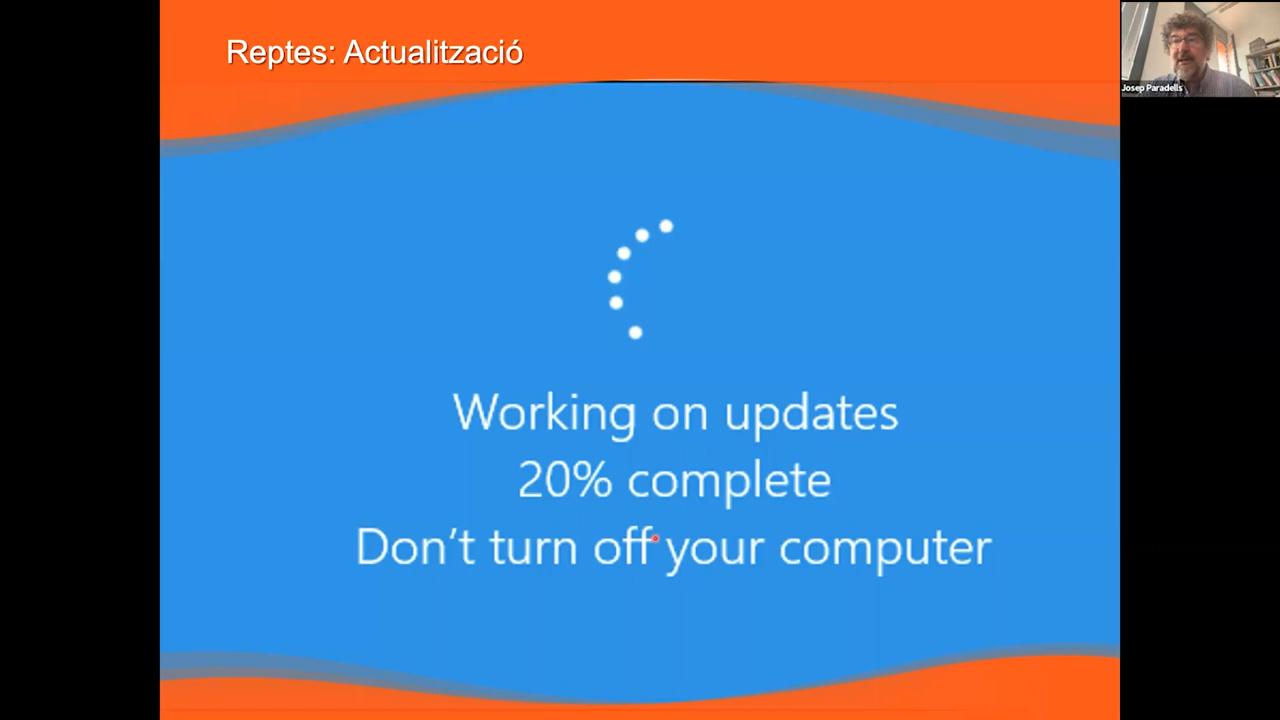 Reptes: Actualització
Josep Paradells
Working on updates
20% complete
Don't turn off your computer